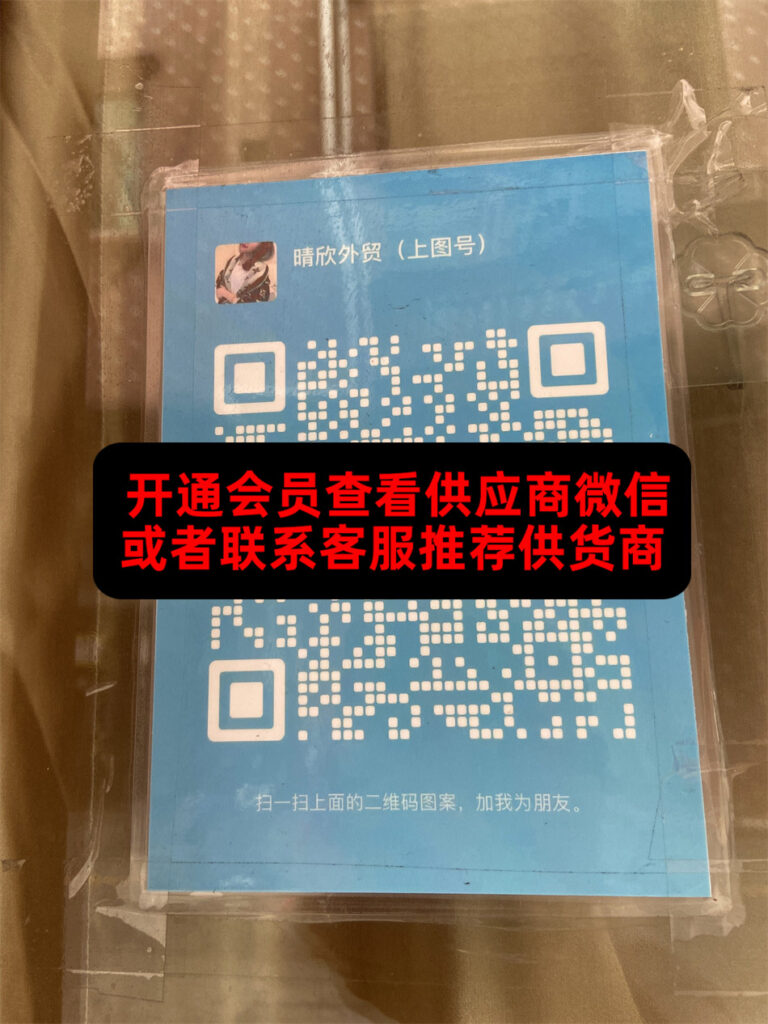 晴欣外贸（上图号）
开通会员查看供应商微信
或者联系客服推荐供货商
扫一扫上面的二维码图案，加我为朋友。